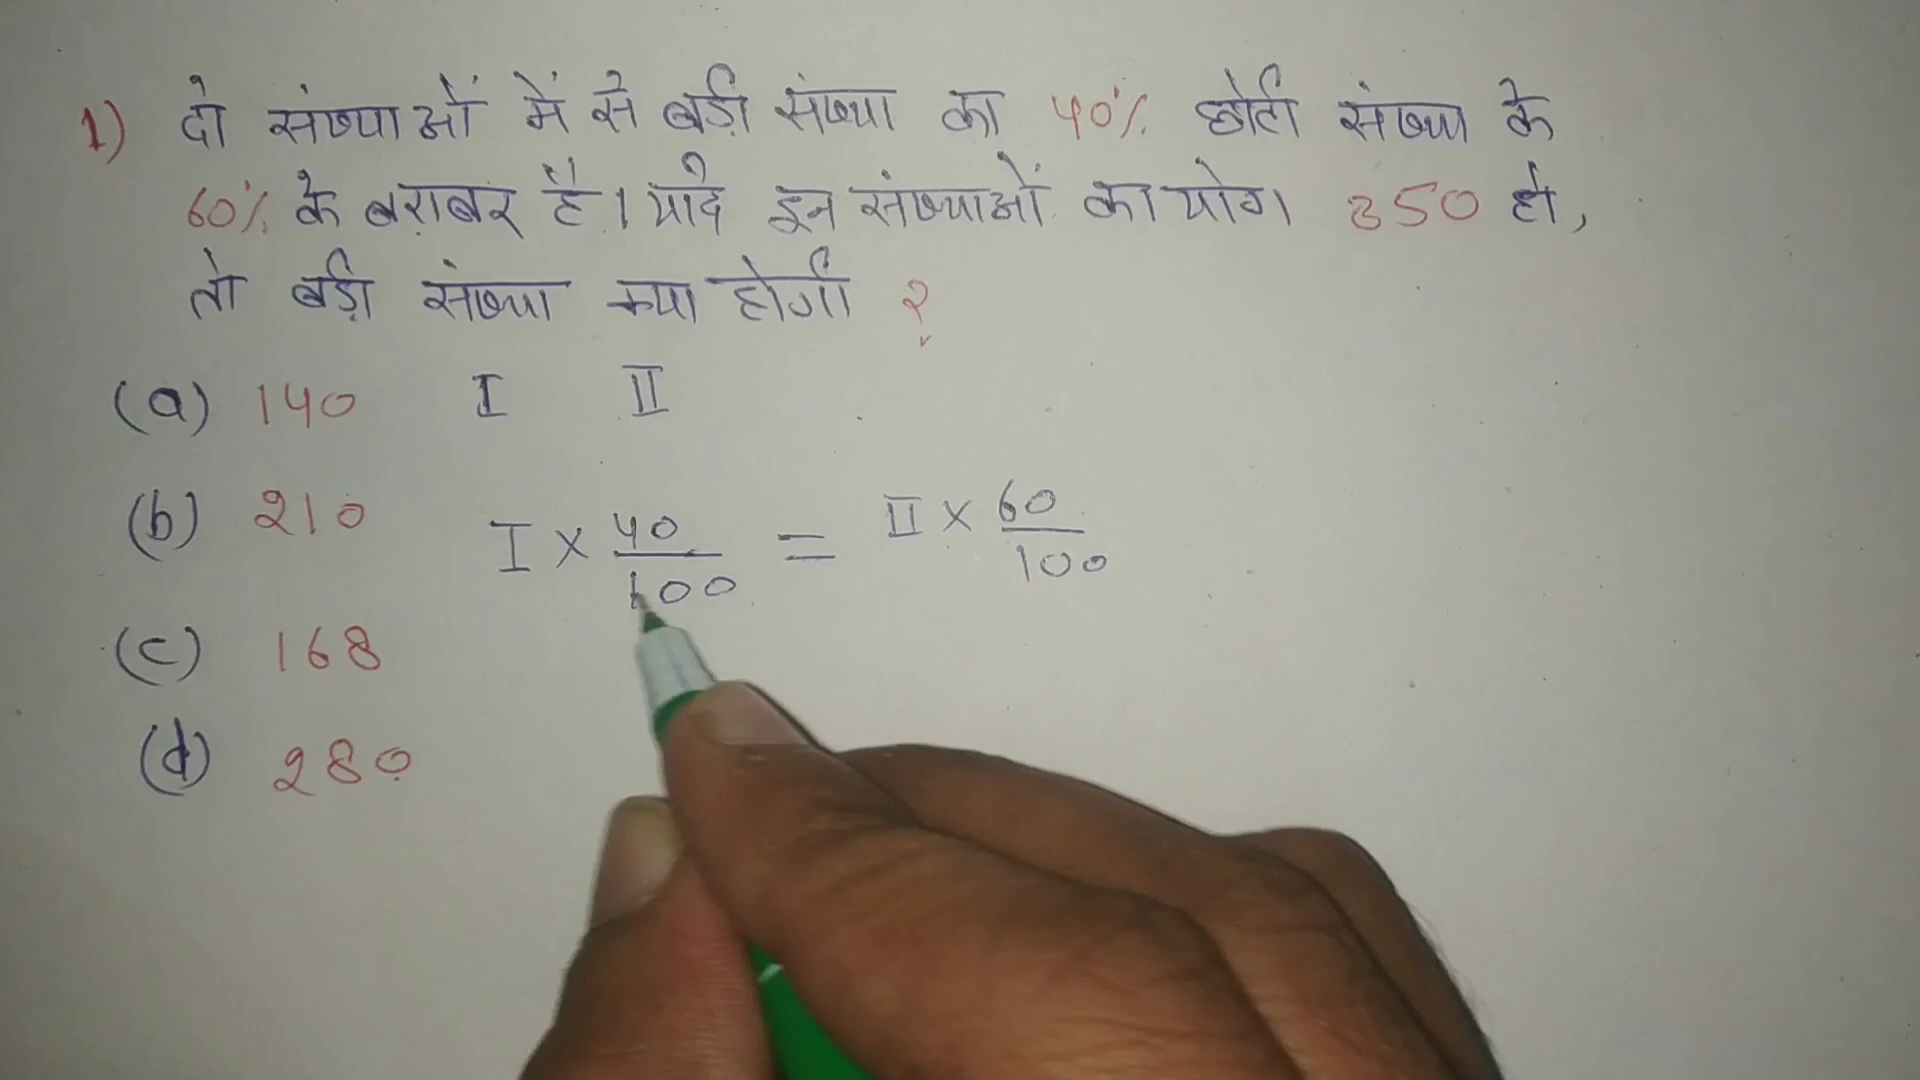 1) दो संख्याओं में से बड़ी संख्या का 40% छोटी संख्या के
60% के बराबर है। यदि इन संख्याओं का योग 350 हो,
तो बड़ी संख्या क्या होगी ?
(a) 140 I II
(b) 210
I × 40/100 = II × 60/100
(c) 168
(d) 280